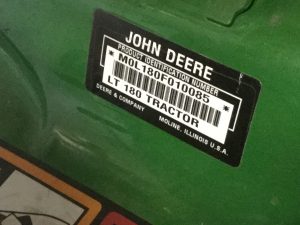 JOHN DEERE
PRODUCT IDENTIFICATION NUMBER
*M0L180F010085*
LT 180 TRACTOR
DEERE & COMPANY MOLINE, ILLINOIS U.S.A.